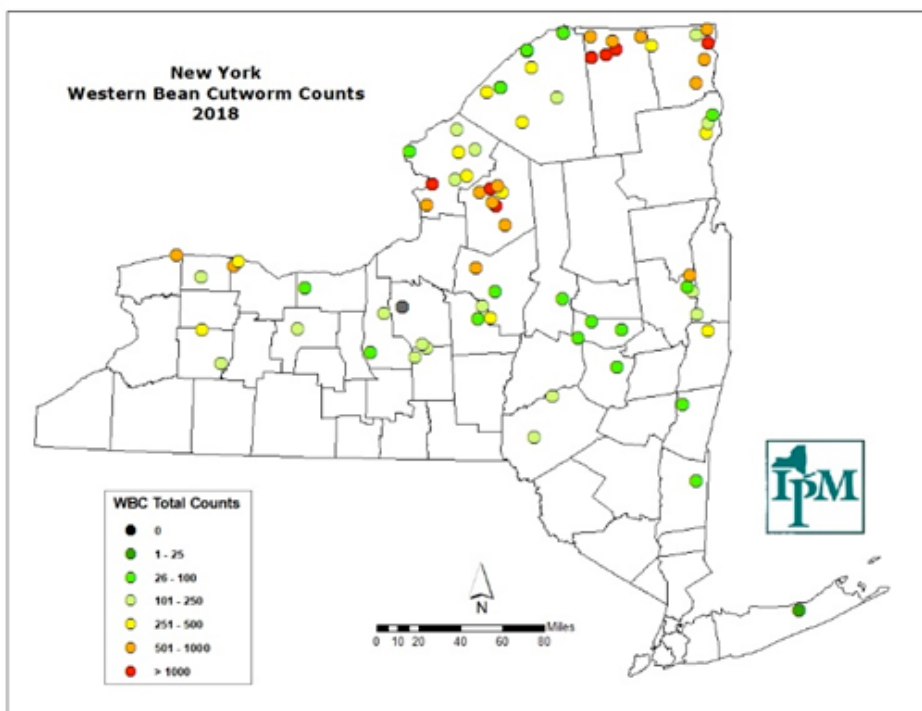 New York
Western Bean Cutworm Counts
2018
IPM
WBC Total Counts
0
1 - 25
26 - 100
101 - 250
251 - 500
501 - 1000
> 1000
N
Miles
0 10 20 40 60 80